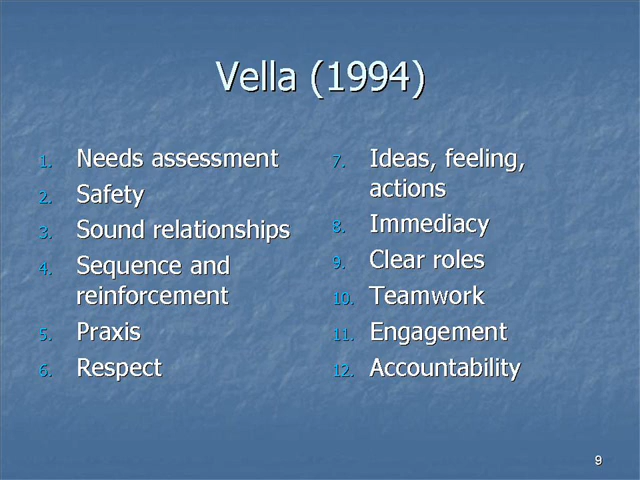 Vella (1994)
1. Needs assessment
2. Safety
3. Sound relationships
4. Sequence and
reinforcement
5. Praxis
6. Respect
7. Ideas, feeling,
actions
8. Immediacy
9. Clear roles
10. Teamwork
11. Engagement
12. Accountability
9